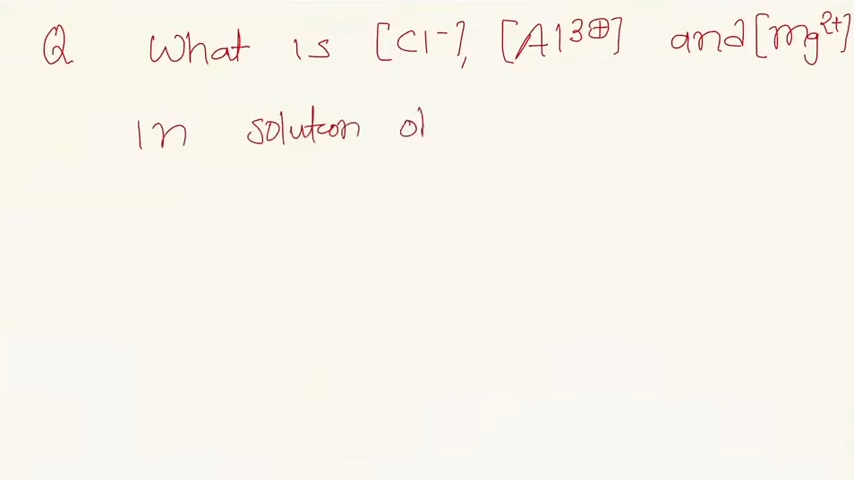 Q What is [Cl-], [Al3⊕] and [mg2+]
in solution of